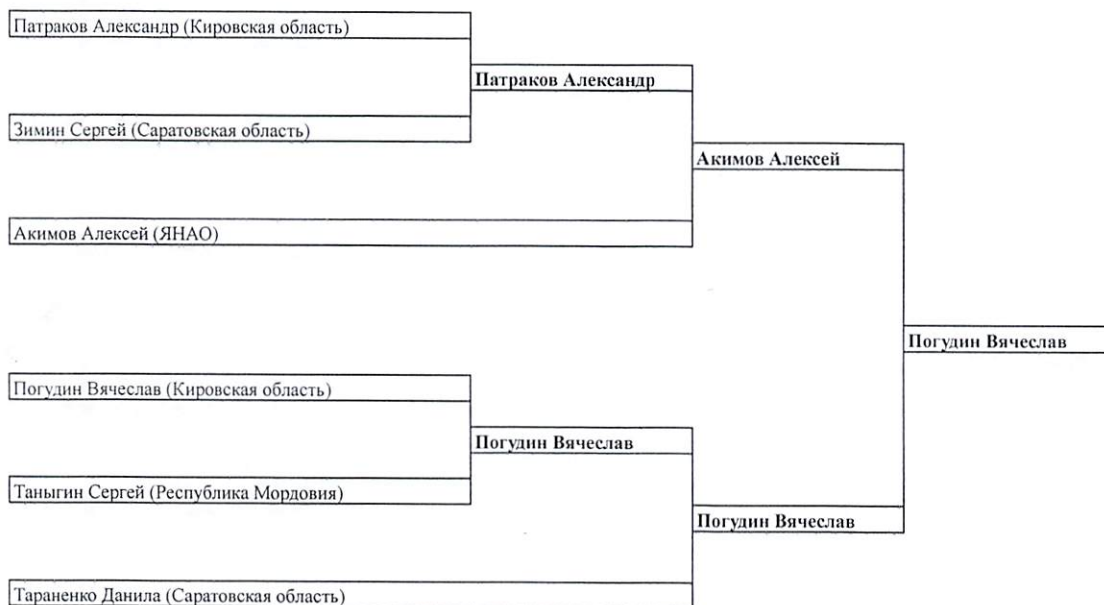 Патраков Александр (Кировская область)
Патраков Александр
Зимин Сергей (Саратовская область)
Акимов Алексей
Акимов Алексей (ЯНАО)
Погудин Вячеслав
Погудин Вячеслав (Кировская область)
Погудин Вячеслав
Таныгин Сергей (Республика Мордовия)
Погудин Вячеслав
Тараненко Данила (Саратовская область)